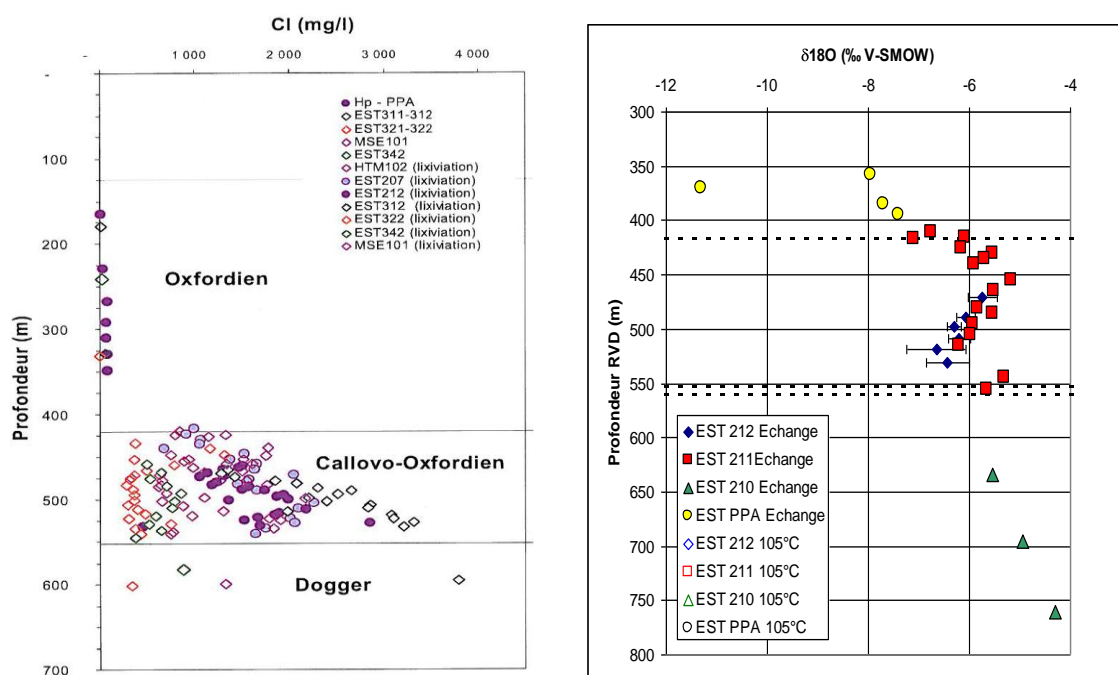 Cl (mg/l)
- 1 000 2 000 3 000 4 000
-
100
200
300
400
500
600
700
Profondeur (m)
Hp - PPA
EST311-312
EST321-322
MSE101
EST342
HTM102 (lixiviation)
EST207 (lixiviation)
EST212 (lixiviation)
EST312 (lixiviation)
EST322 (lixiviation)
EST342 (lixiviation)
MSE101 (lixiviation)
Oxfordien
Callovo-Oxfordien
Dogger
δ18O (‰ V-SMOW)
-12 -10 -8 -6 -4
300
350
400
450
500
550
600
650
700
750
800
Profondeur RVD (m)
EST 212 Echange
EST 211Echange
EST 210 Echange
EST PPA Echange
EST 212 105°C
EST 211 105°C
EST 210 105°C
EST PPA 105°C